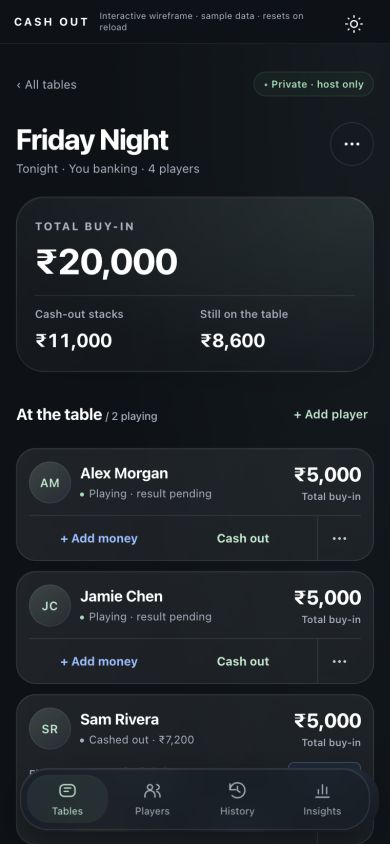 CASH OUT
Interactive wireframe · sample data · resets on
reload
‹ All tables
• Private · host only
Friday Night
•••
Tonight · You banking · 4 players
TOTAL BUY-IN
₹20,000
Cash-out stacks
Still on the table
₹11,000
₹8,600
At the table / 2 playing
+ Add player
AM
Alex Morgan
₹5,000
• Playing · result pending
Total buy-in
+ Add money
Cash out
•••
JC
Jamie Chen
₹5,000
• Playing · result pending
Total buy-in
+ Add money
Cash out
•••
SR
Sam Rivera
₹5,000
• Cashed out · ₹7,200
Total buy-in
Tables
Players
History
Insights